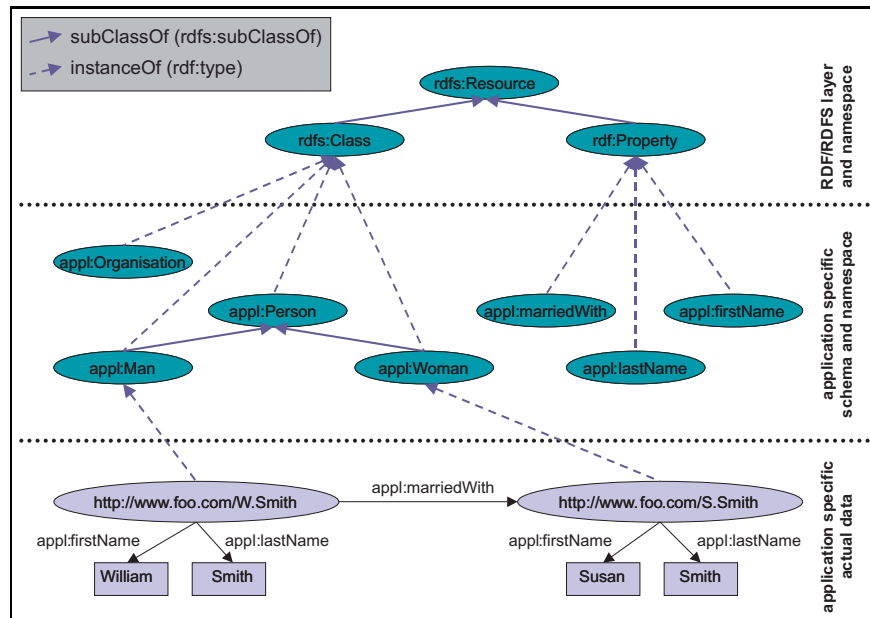 subClassOf (rdfs:subClassOf)
instanceOf (rdf:type)
rdfs:Resource
rdfs:Class
rdf:Property
RDF/RDFS layer
and namespace
appl:Organisation
appl:Person
appl:marriedWith
appl:firstName
appl:Man
appl:Woman
appl:lastName
application specific
schema and namespace
http://www.foo.com/W.Smith
appl:marriedWith
http://www.foo.com/S.Smith
appl:firstName
appl:lastName
appl:firstName
appl:lastName
William
Smith
Susan
Smith
application specific
actual data